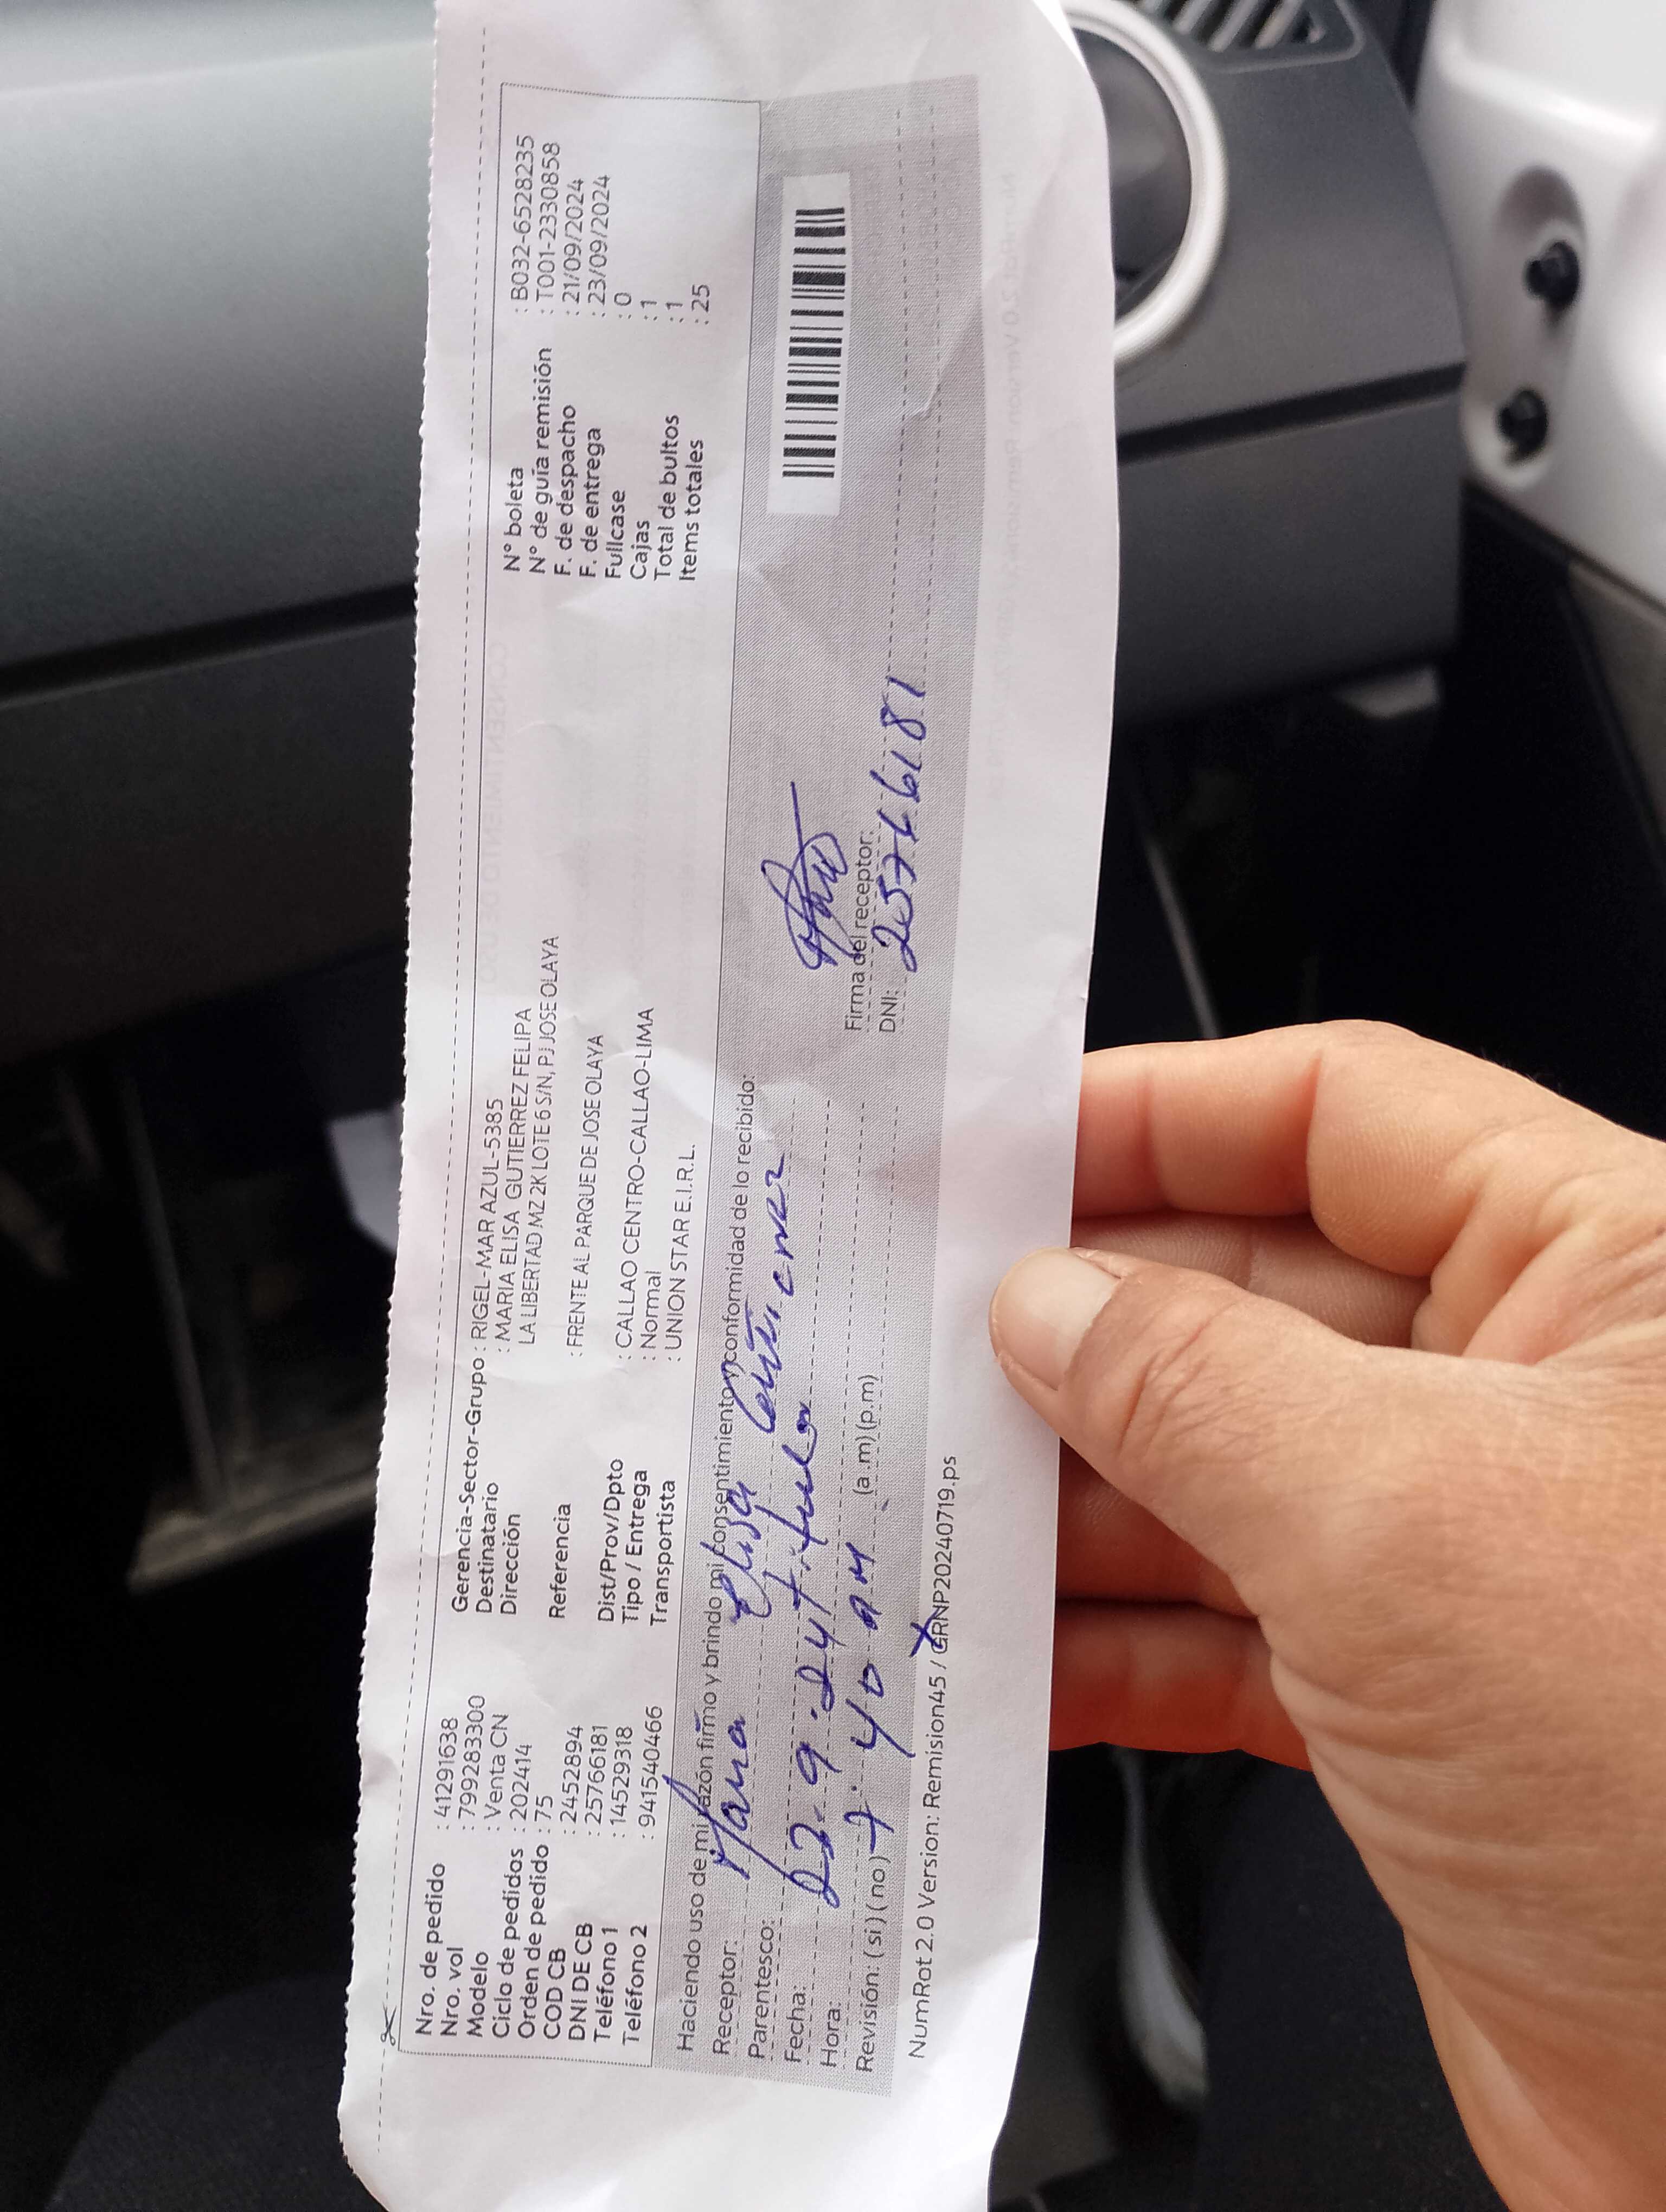 Nro. de pedido : 41291638
Nro. vol : 799283300
Modelo : Venta CN
Ciclo de pedidos : 202414
Orden de pedido : 75
COD CB : 2452894
DNI DE CB : 25766181
Teléfono 1 : 14529318
Teléfono 2 : 941540466
Gerencia-Sector-Grupo : RIGEL-MAR AZUL-5385
Destinatario : MARIA ELISA GUTIERREZ FELIPA
Dirección LA LIBERTAD MZ 2K LOTE 6 S/N, PJ JOSE OLAYA
Referencia : FRENTE AL PARQUE DE JOSE OLAYA
Dist/Prov/Dpto : CALLAO CENTRO-CALLAO-LIMA
Tipo / Entrega : Normal
Transportista : UNION STAR E.I.R.L.
N° boleta : B032-6528235
N° de guía remisión : T001-2330858
F. de despacho : 21/09/2024
F. de entrega : 23/09/2024
Fullcase : 0
Cajas : 1
Total de bultos : 1
Items totales : 25
Haciendo uso de mi razón firmo y brindo mi consentimiento y conformidad de lo recibido:
Receptor: Maria Elisa
Parentesco:
Fecha: 9. 24
Hora: 7. 40 am (a.m) (p.m)
Revisión: (si) (no)
Firma del receptor:
DNI: 25766181
NumRot 2.0 Version: Remision45 / GRNP20240719.ps